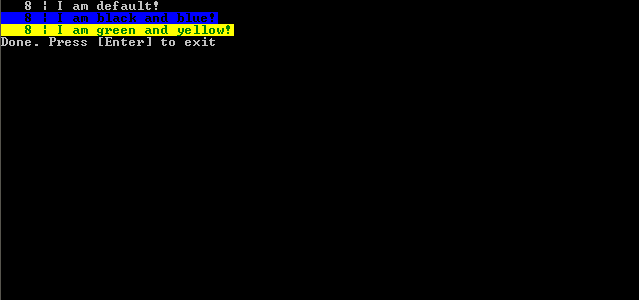 8 ¦ I am default!
8 ¦ I am black and blue!
8 ¦ I am green and yellow!
Done. Press [Enter] to exit